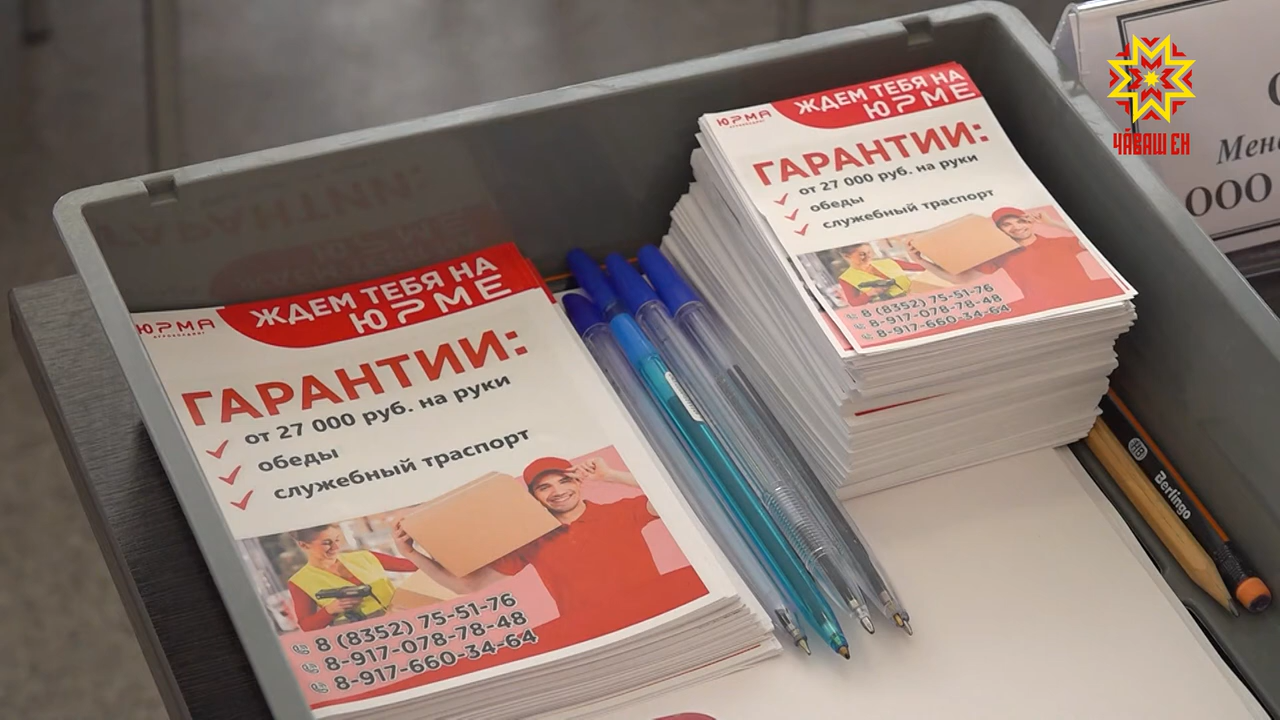 ЮРМА
ЖДЕМ ТЕБЯ НА
ЮРМЕ
ГАРАНТИИ:
от 27 000 руб. на руки
обеды
служебный траспорт
8 (8352) 75-51-76
8-917-078-78-48
8-917-660-34-64
ЮРМА
ЖДЕМ ТЕБЯ НА
ЮРМЕ
ГАРАНТИИ:
от 27 000 руб. на руки
обеды
служебный траспорт
8 (8352) 75-51-76
8-917-078-78-48
8-917-660-34-64
HB
Berlingo
ЧӐВАШ ЕН
Мене
ООО